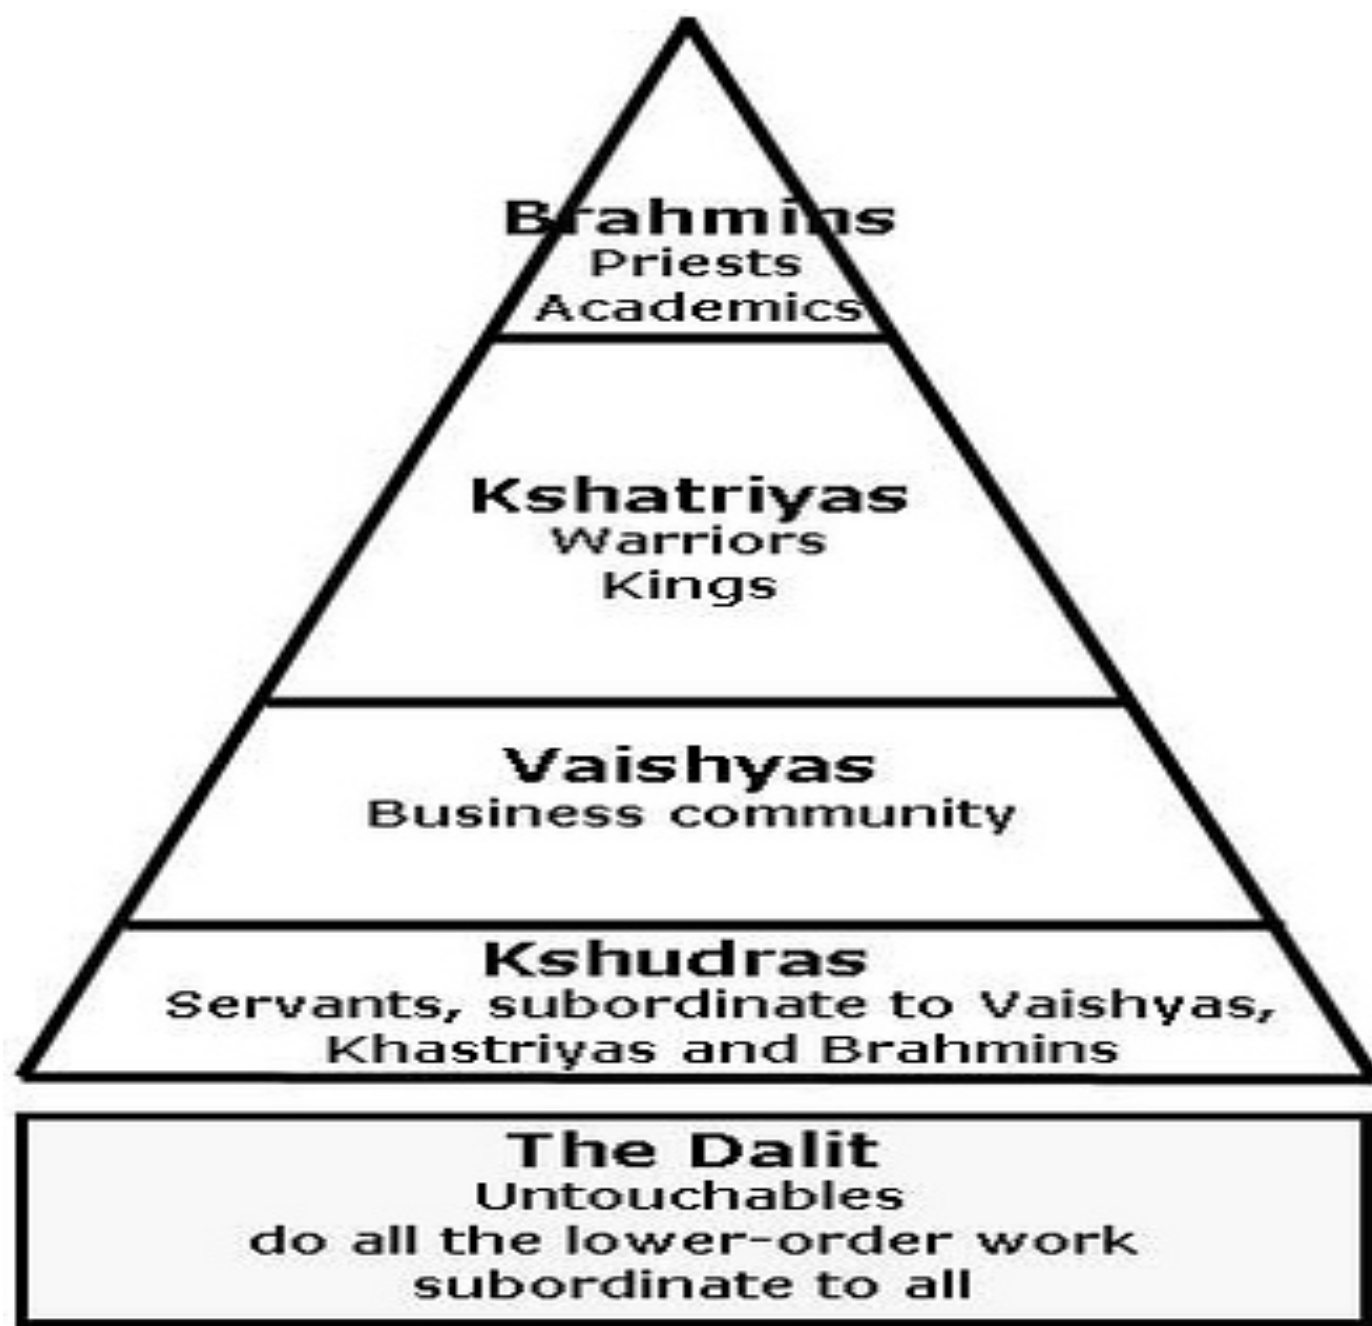 Brahmins
Priests
Academics
Kshatriyas
Warriors
Kings
Vaishyas
Business community
Kshudras
Servants, subordinate to Vaishyas,
Khastriyas and Brahmins
The Dalit
Untouchables
do all the lower-order work
subordinate to all